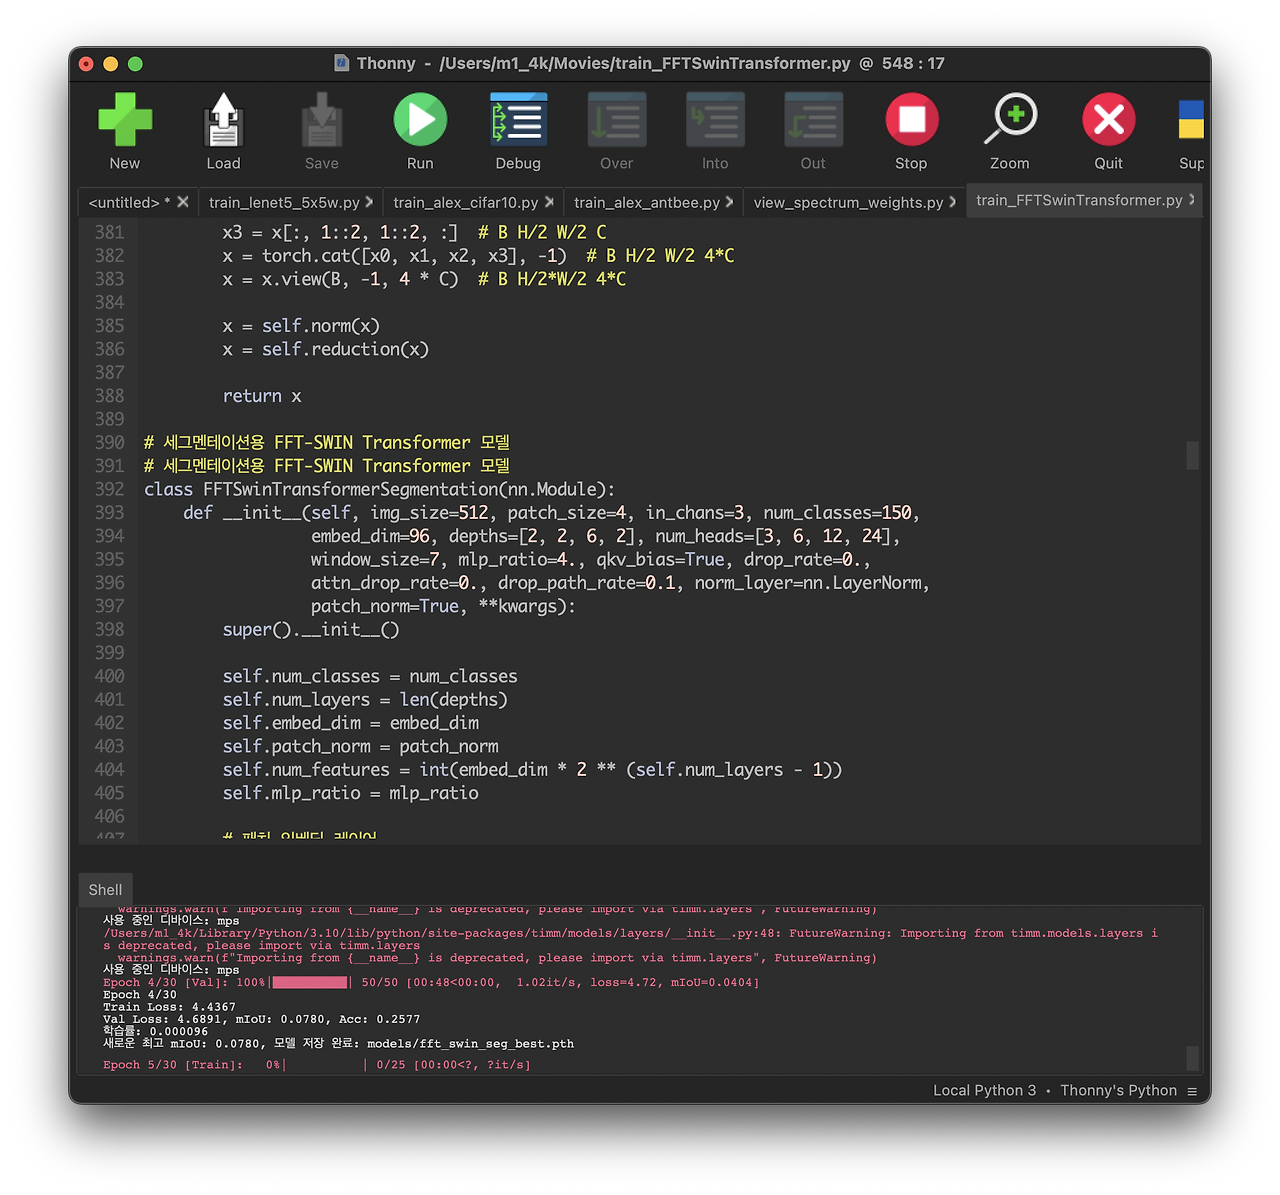 Thonny - /Users/m1_4k/Movies/train_FFTSwinTransformer.py @ 548 : 17
New Load Save Run Debug Over Into Out Stop Zoom Quit Sup
<untitled> * train_lenet5_5x5w.py train_alex_cifar10.py train_alex_antbee.py view_spectrum_weights.py train_FFTSwinTransformer.py
381 x3 = x[:, 1::2, 1::2, :] # B H/2 W/2 C
382 x = torch.cat([x0, x1, x2, x3], -1) # B H/2 W/2 4*C
383 x = x.view(B, -1, 4 * C) # B H/2*W/2 4*C
384
385 x = self.norm(x)
386 x = self.reduction(x)
387
388 return x
389
390 # 세그멘테이션용 FFT-SWIN Transformer 모델
391 # 세그멘테이션용 FFT-SWIN Transformer 모델
392 class FFTSwinTransformerSegmentation(nn.Module):
393 def __init__(self, img_size=512, patch_size=4, in_chans=3, num_classes=150,
394 embed_dim=96, depths=[2, 2, 6, 2], num_heads=[3, 6, 12, 24],
395 window_size=7, mlp_ratio=4., qkv_bias=True, drop_rate=0.,
396 attn_drop_rate=0., drop_path_rate=0.1, norm_layer=nn.LayerNorm,
397 patch_norm=True, **kwargs):
398 super().__init__()
399
400 self.num_classes = num_classes
401 self.num_layers = len(depths)
402 self.embed_dim = embed_dim
403 self.patch_norm = patch_norm
404 self.num_features = int(embed_dim * 2 ** (self.num_layers - 1))
405 self.mlp_ratio = mlp_ratio
406
407 # 패치 임베딩 레이어
Shell
warnings.warn(f"Importing from {__name__} is deprecated, please import via timm.layers", FutureWarning)
사용 중인 디바이스: mps
/Users/m1_4k/Library/Python/3.10/lib/python/site-packages/timm/models/layers/__init__.py:48: FutureWarning: Importing from timm.models.layers i
s deprecated, please import via timm.layers
warnings.warn(f"Importing from {__name__} is deprecated, please import via timm.layers", FutureWarning)
사용 중인 디바이스: mps
Epoch 4/30 [Val]: 100%|██████████| 50/50 [00:48<00:00, 1.02it/s, loss=4.72, mIoU=0.0404]
Epoch 4/30
Train Loss: 4.4367
Val Loss: 4.6891, mIoU: 0.0780, Acc: 0.2577
학습률: 0.000096
새로운 최고 mIoU: 0.0780, 모델 저장 완료: models/fft_swin_seg_best.pth
Epoch 5/30 [Train]: 0%| | 0/25 [00:00<?, ?it/s]
Local Python 3 • Thonny's Python ≡